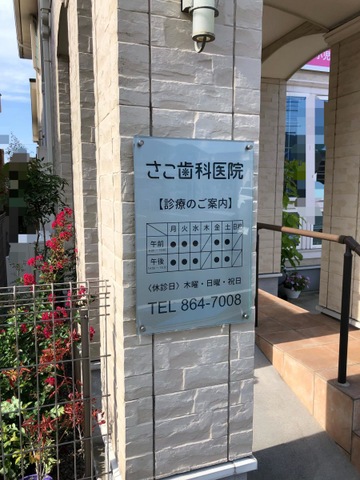 さこ歯科医院
【診療のご案内】
月 火 水 木 金 土 日
午前 ● ● ● ● ●
午後 ● ● ● ● ●
〈休診日〉木曜・日曜・祝日
TEL 864-7008